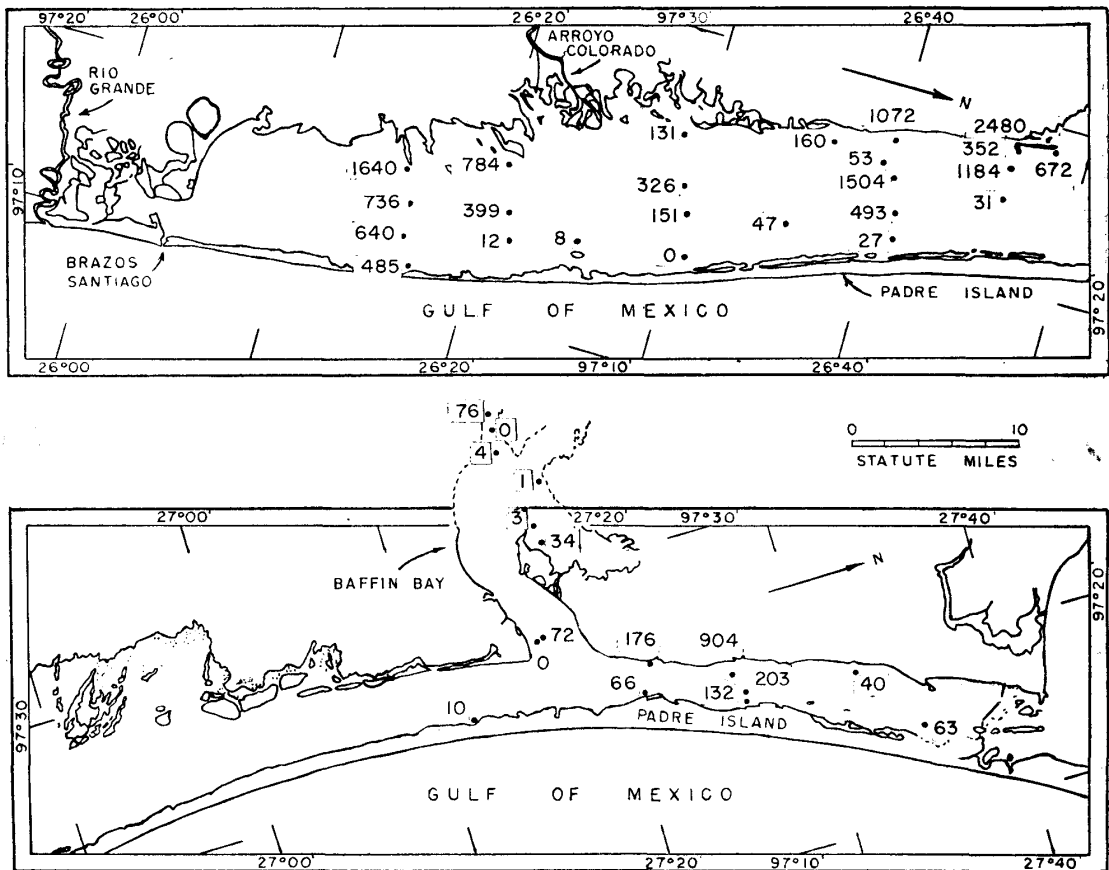 97°20' 26°00' 26°20' 97°30' 26°40'
ARROYO
COLORADO
RIO
GRANDE
N
1072
2480
131
160
352
1640
784
53
1184
672
1504
326
31
97°10'
736
399
151
47
493
640
12
8
27
485
0
BRAZOS
SANTIAGO
PADRE ISLAND
97°20'
GULF OF MEXICO
26°00' 26°20' 97°10' 26°40'
76
0
4
0 10
STATUTE MILES
1
27°00' 27°20' 97°30' 27°40'
3
34
N
BAFFIN BAY
97°20'
72
176
904
0
203
40
66
132
10
63
PADRE ISLAND
97°30'
GULF OF MEXICO
27°00' 27°20' 97°10' 27°40'